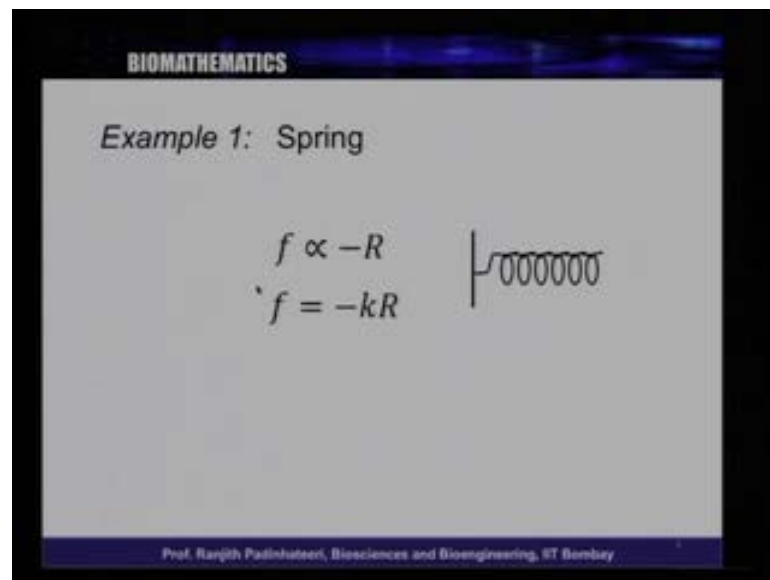 BIOMATHEMATICS
Example 1: Spring
f ∝ −R
f = −kR
Prof. Ranjith Padinhateeri, Biosciences and Bioengineering, IIT Bombay